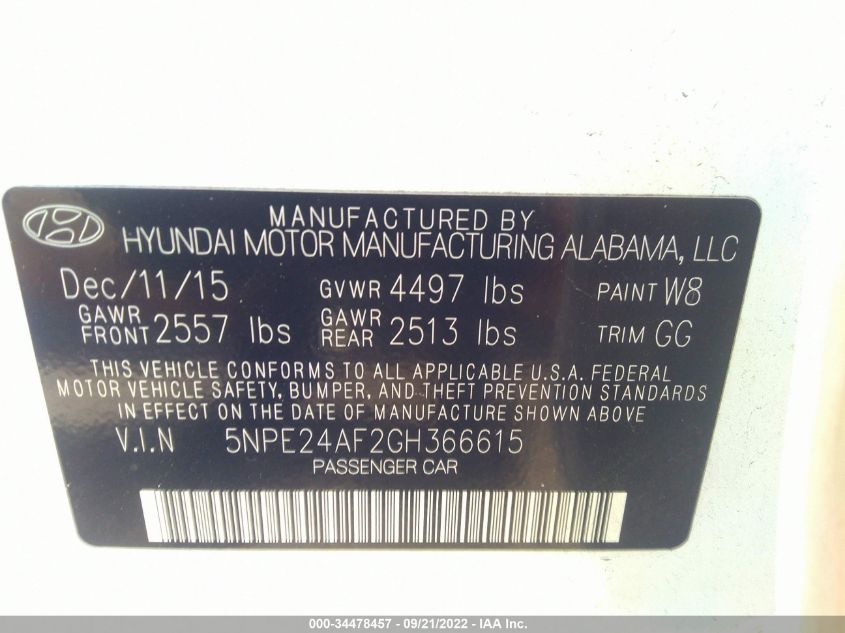 MANUFACTURED BY
HYUNDAI MOTOR MANUFACTURING ALABAMA, LLC
Dec/11/15 GVWR 4497 lbs PAINT W8
GAWR FRONT 2557 lbs GAWR REAR 2513 lbs TRIM GG
THIS VEHICLE CONFORMS TO ALL APPLICABLE U.S.A. FEDERAL
MOTOR VEHICLE SAFETY, BUMPER, AND THEFT PREVENTION STANDARDS
IN EFFECT ON THE DATE OF MANUFACTURE SHOWN ABOVE
V.I.N 5NPE24AF2GH366615
PASSENGER CAR
000-34478457 - 09/21/2022 - IAA Inc.